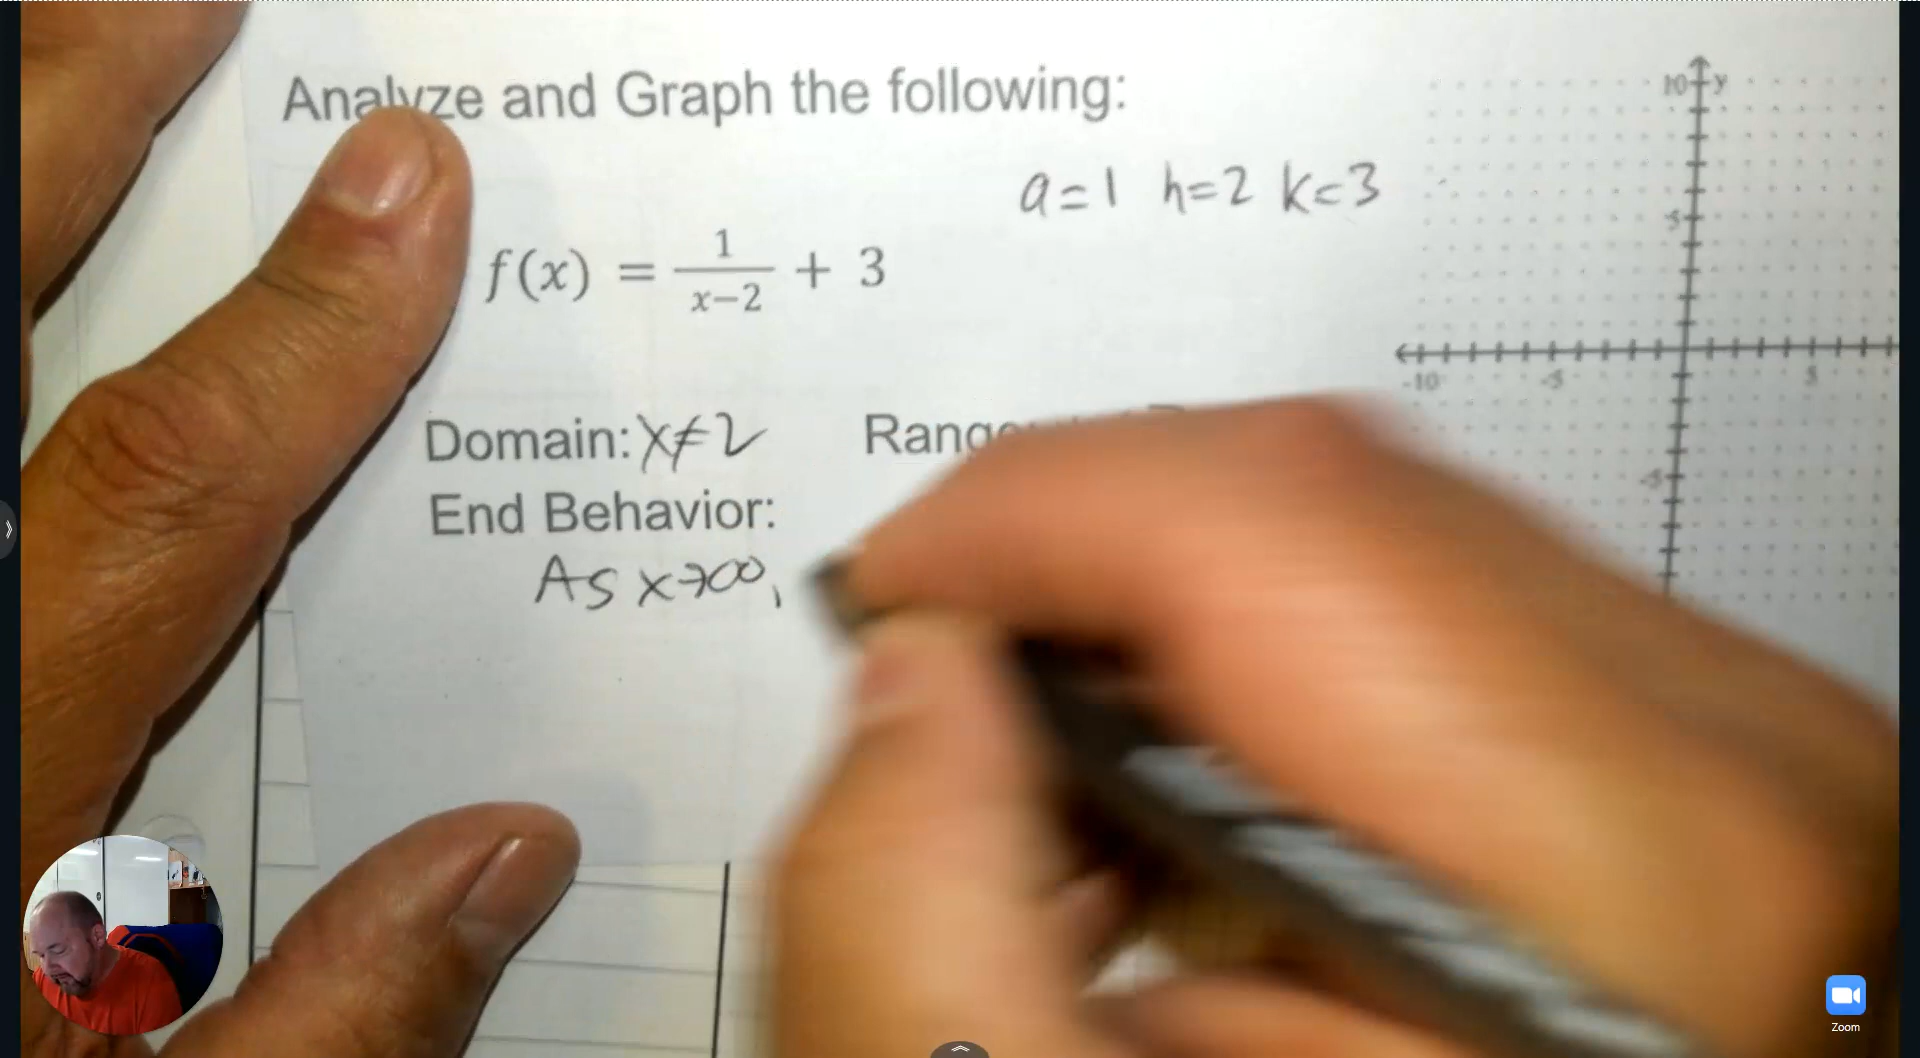 Analyze and Graph the following:
a=1 h=2 k=3
f(x) = 1/(x−2) + 3
Domain: x≠2
End Behavior:
As x→∞,
10 y
5
-10 -5 5
-5
Zoom